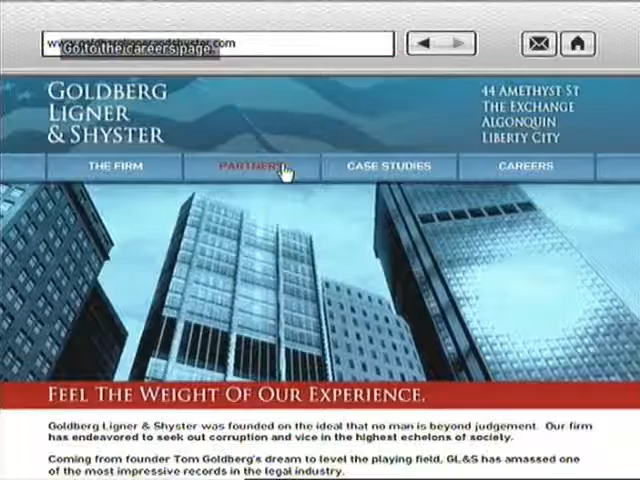 Go to the careers page.
GOLDBERG
LIGNER
& SHYSTER
44 AMETHYST ST
THE EXCHANGE
ALGONQUIN
LIBERTY CITY
THE FIRM
PARTNERS
CASE STUDIES
CAREERS
FEEL THE WEIGHT OF OUR EXPERIENCE.
Goldberg Ligner & Shyster was founded on the ideal that no man is beyond judgement. Our firm
has endeavored to seek out corruption and vice in the highest echelons of society.
Coming from founder Tom Goldberg's dream to level the playing field, GL&S has amassed one
of the most impressive records in the legal industry.